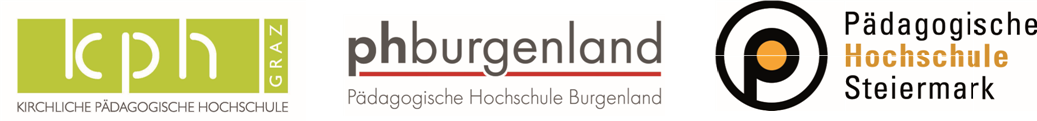 kph GRAZ
KIRCHLICHE PÄDAGOGISCHE HOCHSCHULE
phburgenland
Pädagogische Hochschule Burgenland
Pädagogische
Hochschule
Steiermark